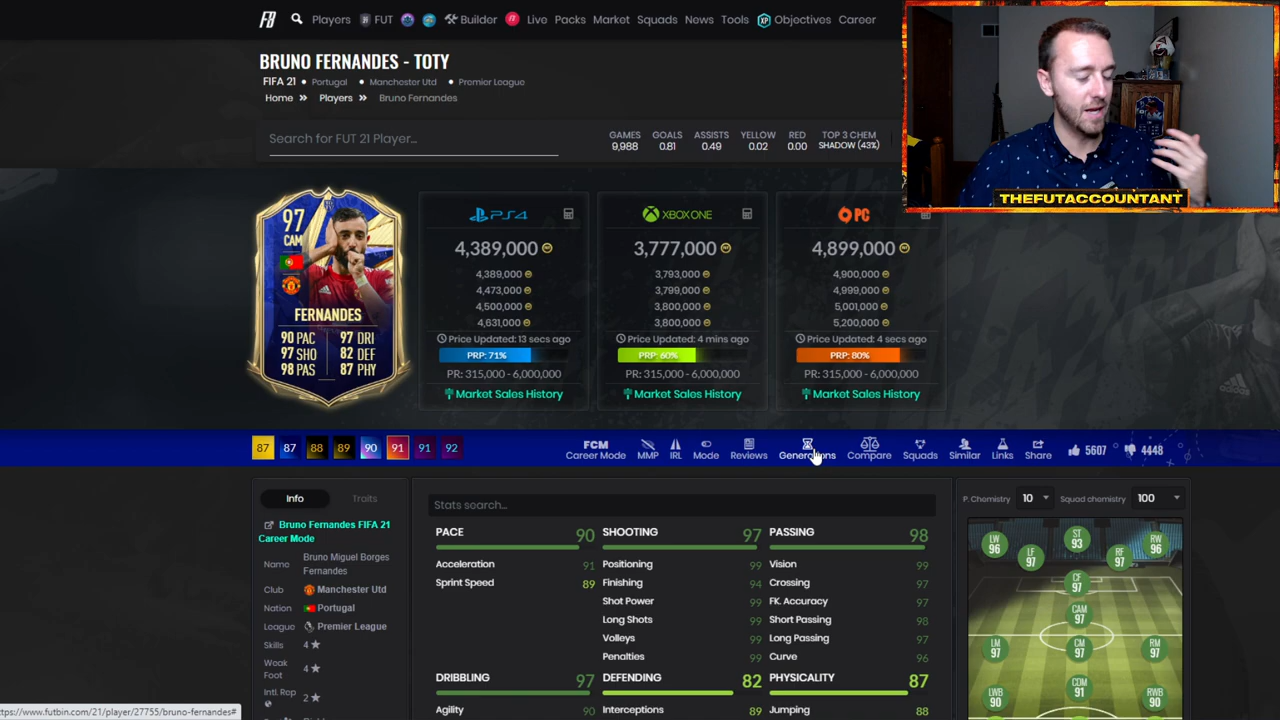 FB Players FUT Builder Live Packs Market Squads News Tools XP Objectives Career
BRUNO FERNANDES - TOTY
FIFA 21 • Portugal • Manchester Utd • Premier League
Home » Players » Bruno Fernandes
Search for FUT 21 Player...
GAMES GOALS ASSISTS YELLOW RED TOP 3 CHEM
9,988 0.81 0.49 0.02 0.00 SHADOW (43%)
THEFUTACCOUNTANT
97
CAM
FERNANDES
90 PAC 97 DRI
97 SHO 82 DEF
98 PAS 87 PHY
PS4 XBOX ONE PC
4,389,000 3,777,000 4,899,000
4,389,000 3,793,000 4,900,000
4,473,000 3,799,000 4,999,000
4,500,000 3,800,000 5,001,000
4,631,000 3,800,000 5,200,000
Price Updated: 13 secs ago Price Updated: 4 mins ago Price Updated: 4 secs ago
PRP: 71% PRP: 60% PRP: 80%
PR: 315,000 - 6,000,000 PR: 315,000 - 6,000,000 PR: 315,000 - 6,000,000
Market Sales History Market Sales History Market Sales History
87 87 88 89 90 91 91 92
FCM
Career Mode MMP IRL Mode Reviews Generations Compare Squads Similar Links Share 5607 4448
Info Traits
Bruno Fernandes FIFA 21
Career Mode
Name Bruno Miguel Borges
Fernandes
Club Manchester Utd
Nation Portugal
League Premier League
Skills 4★
Weak
Foot 4★
Intl. Rep 2★
Stats search...
PACE 90
Acceleration 91
Sprint Speed 89
SHOOTING 97
Positioning 99
Finishing 94
Shot Power 99
Long Shots 99
Volleys 99
Penalties 99
PASSING 98
Vision 99
Crossing 97
FK. Accuracy 97
Short Passing 98
Long Passing 97
Curve 96
DRIBBLING 97
Agility 90
DEFENDING 82
Interceptions 89
PHYSICALITY 87
Jumping 88
P. Chemistry 10 Squad chemistry 100
LW 96 ST 93 RW 96
LF 97 RF 97
CF 97
CAM 97
LM 97 CM 97 RM 97
CDM 91
LWB 90 RWB 90
ttps://www.futbin.com/21/player/27755/bruno-fernandes#